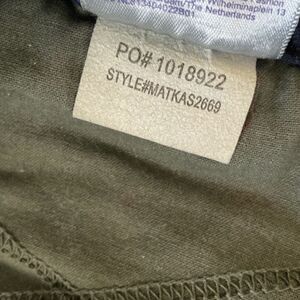 Wilhelminaplein 13
The Netherlands
PO# 1018922
STYLE#MATKAS2669